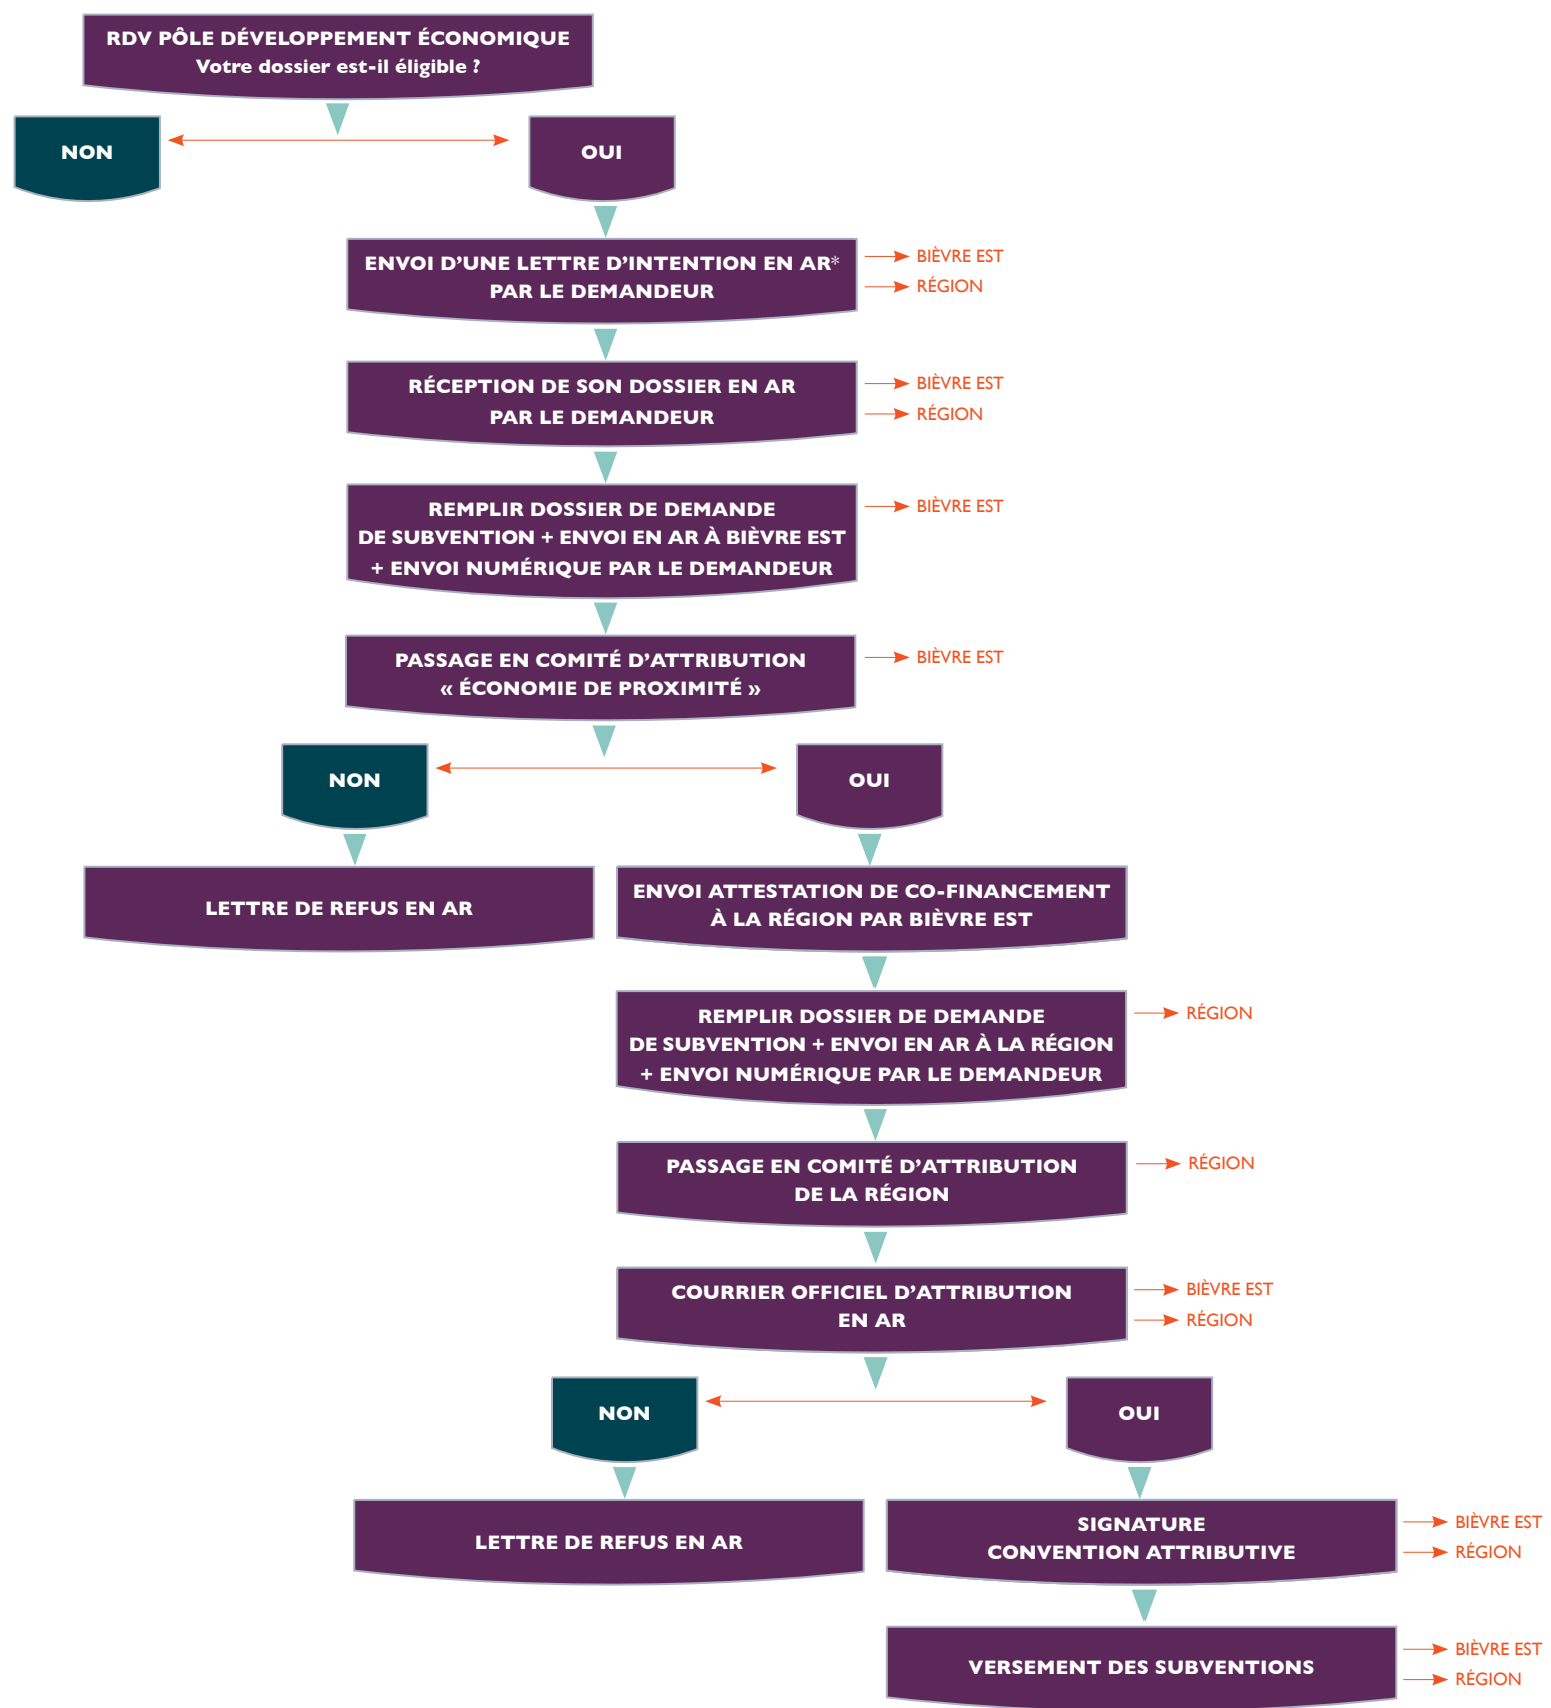 RDV PÔLE DÉVELOPPEMENT ÉCONOMIQUE
Votre dossier est-il éligible ?
NON
OUI
ENVOI D’UNE LETTRE D’INTENTION EN AR*
PAR LE DEMANDEUR
BIÈVRE EST
RÉGION
RÉCEPTION DE SON DOSSIER EN AR
PAR LE DEMANDEUR
BIÈVRE EST
RÉGION
REMPLIR DOSSIER DE DEMANDE
DE SUBVENTION + ENVOI EN AR À BIÈVRE EST
+ ENVOI NUMÉRIQUE PAR LE DEMANDEUR
BIÈVRE EST
PASSAGE EN COMITÉ D’ATTRIBUTION
« ÉCONOMIE DE PROXIMITÉ »
BIÈVRE EST
NON
OUI
LETTRE DE REFUS EN AR
ENVOI ATTESTATION DE CO-FINANCEMENT
À LA RÉGION PAR BIÈVRE EST
REMPLIR DOSSIER DE DEMANDE
DE SUBVENTION + ENVOI EN AR À LA RÉGION
+ ENVOI NUMÉRIQUE PAR LE DEMANDEUR
RÉGION
PASSAGE EN COMITÉ D’ATTRIBUTION
DE LA RÉGION
RÉGION
COURRIER OFFICIEL D’ATTRIBUTION
EN AR
BIÈVRE EST
RÉGION
NON
OUI
LETTRE DE REFUS EN AR
SIGNATURE
CONVENTION ATTRIBUTIVE
BIÈVRE EST
RÉGION
VERSEMENT DES SUBVENTIONS
BIÈVRE EST
RÉGION